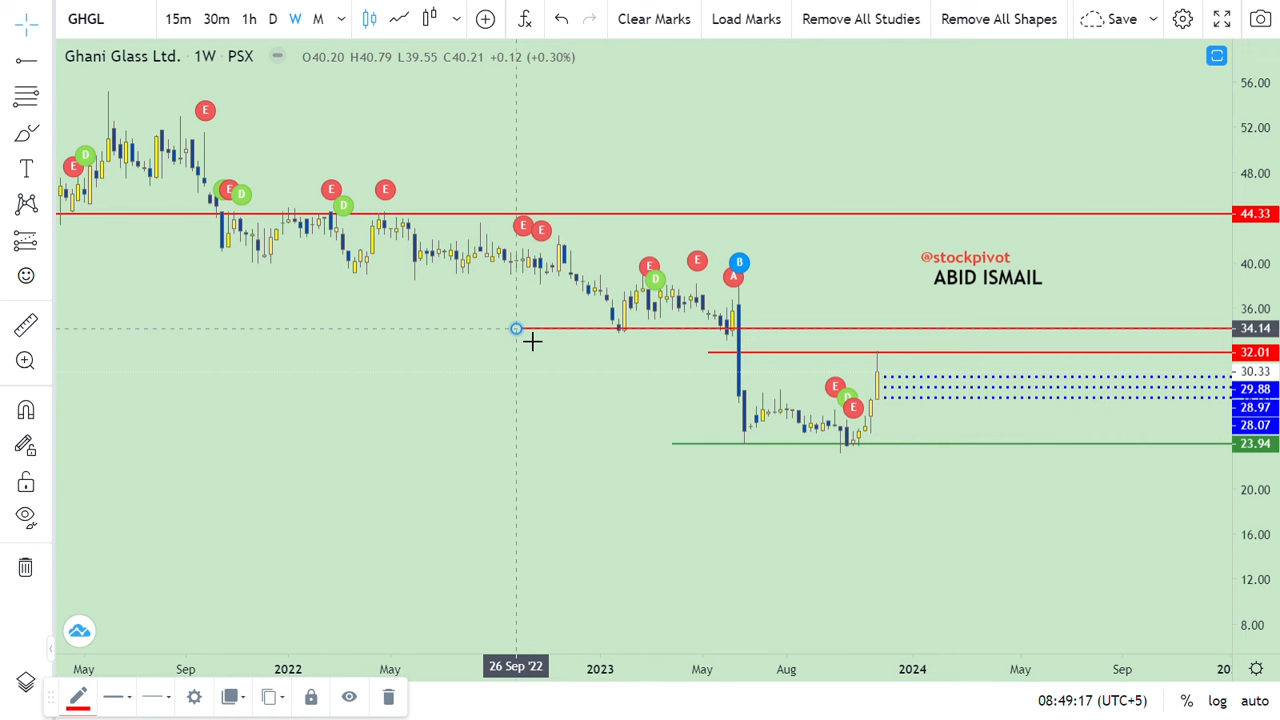 GHGL 15m 30m 1h D W M Clear Marks Load Marks Remove All Studies Remove All Shapes Save
Ghani Glass Ltd. · 1W · PSX O40.20 H40.79 L39.55 C40.21 +0.12 (+0.30%)
56.00
E
52.00
E D
48.00
E D E E
D
44.33
E E
@stockpivot
B
E E 40.00
A
D
ABID ISMAIL
36.00
34.14
32.01
30.33
E
29.88
D
E
28.97
28.07
23.94
20.00
16.00
12.00
8.00
May Sep 2022 May 26 Sep '22 2023 May Aug 2024 May Sep 20
08:49:17 (UTC+5) % log auto